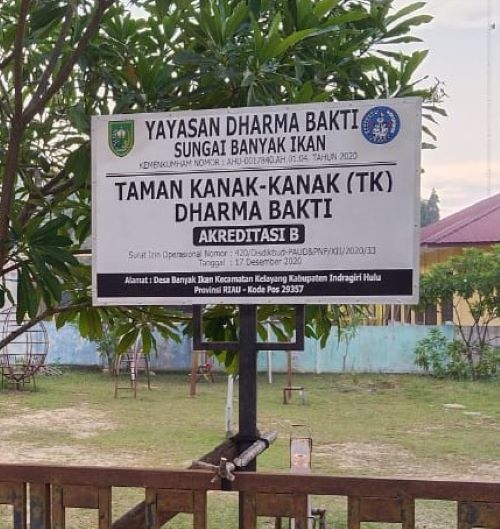 YAYASAN DHARMA BAKTI
SUNGAI BANYAK IKAN
KEMENKUMHAM NOMOR : AHU-0017840.AH.01.04. TAHUN 2020
TAMAN KANAK-KANAK (TK)
DHARMA BAKTI
AKREDITASI B
Surat Izin Oprasional Nomor : 420/Disdikbud-PAUD&PNF/XII/2020/33
Tanggal : 17 Desember 2020
Alamat : Desa Banyak Ikan Kecamatan Kelayang Kabupaten Indragiri Hulu
Provinsi RIAU - Kode Pos 29357